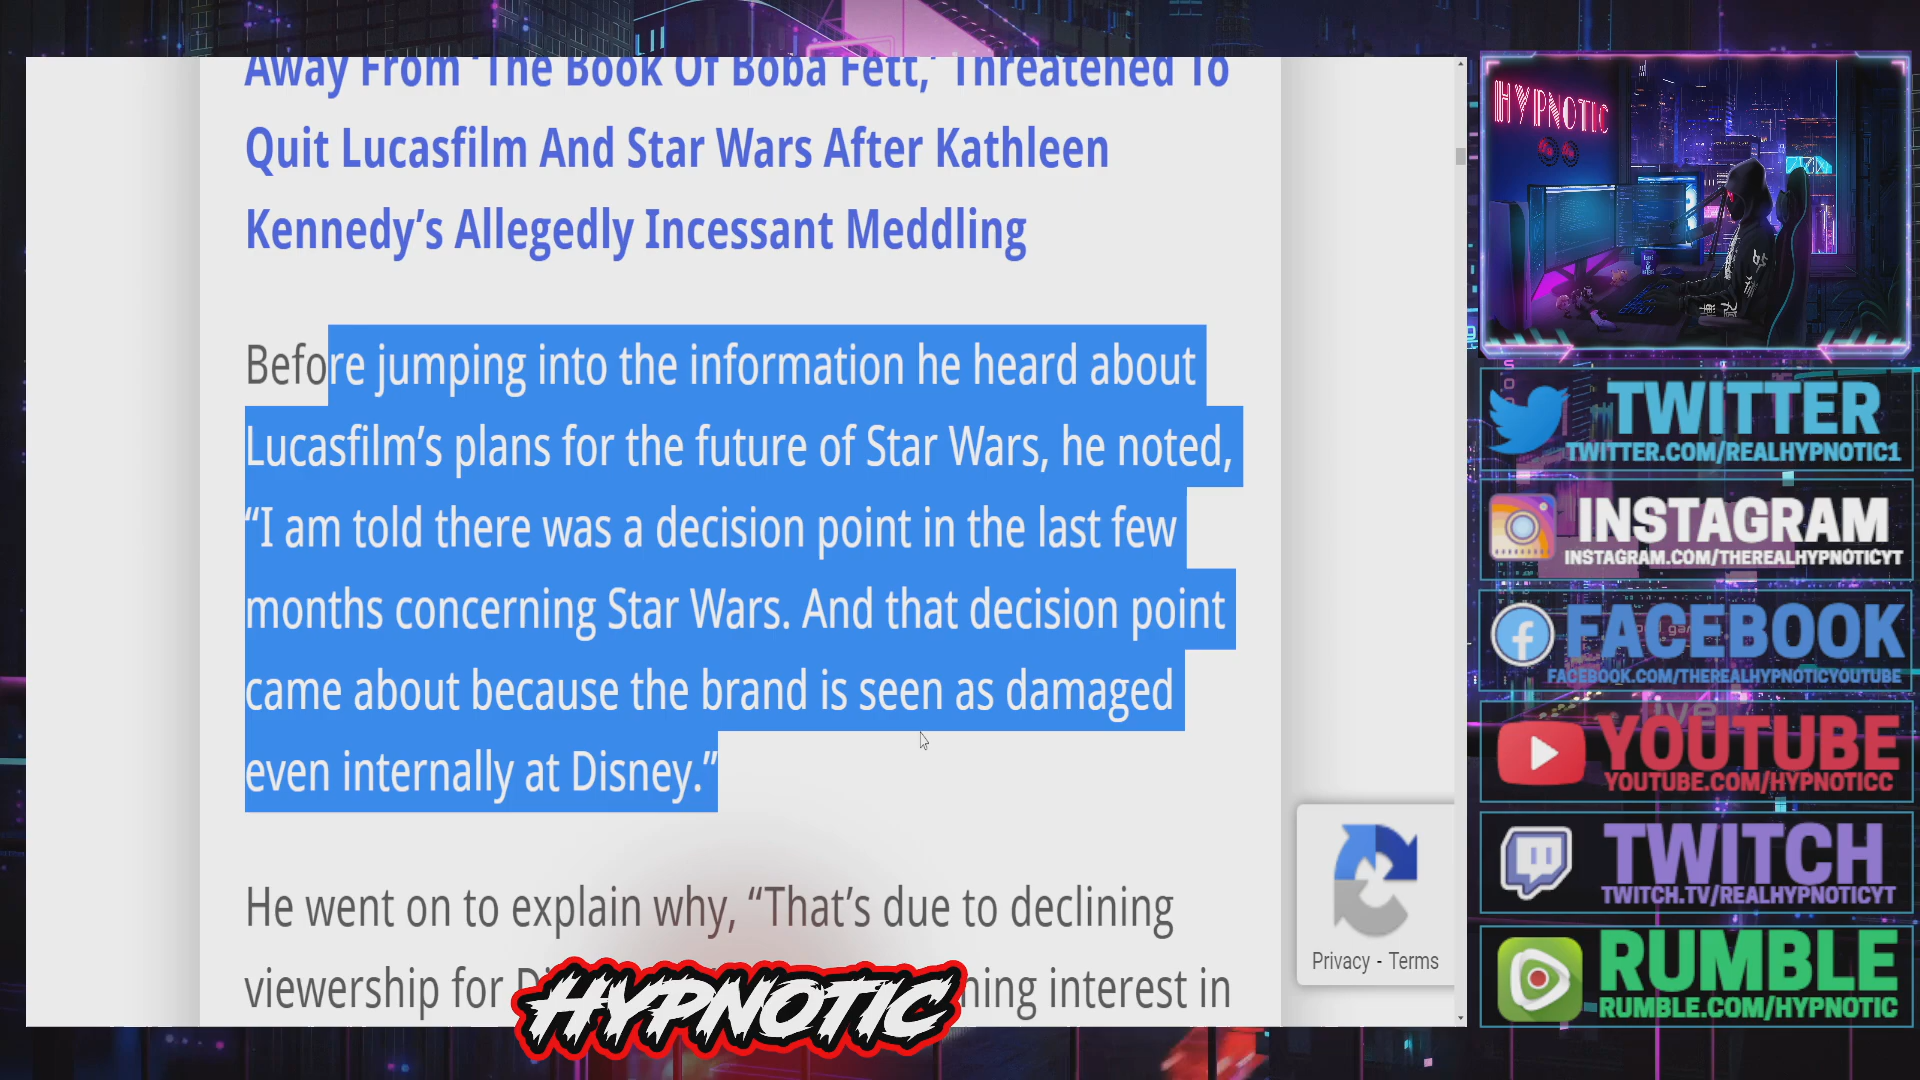 Away From 'The Book Of Boba Fett,' Threatened To
Quit Lucasfilm And Star Wars After Kathleen
Kennedy’s Allegedly Incessant Meddling
Before jumping into the information he heard about
Lucasfilm’s plans for the future of Star Wars, he noted,
“I am told there was a decision point in the last few
months concerning Star Wars. And that decision point
came about because the brand is seen as damaged
even internally at Disney.”
He went on to explain why, “That’s due to declining
viewership for
interest in
HYPNOTIC
Privacy - Terms
HYPNOTIC
TWITTER
TWITTER.COM/REALHYPNOTIC1
INSTAGRAM
INSTAGRAM.COM/THEREALHYPNOTICYT
FACEBOOK
FACEBOOK.COM/THEREALHYPNOTICYOUTUBE
live
YOUTUBE
YOUTUBE.COM/HYPNOTICC
TWITCH
TWITCH.TV/REALHYPNOTICYT
RUMBLE
RUMBLE.COM/HYPNOTIC